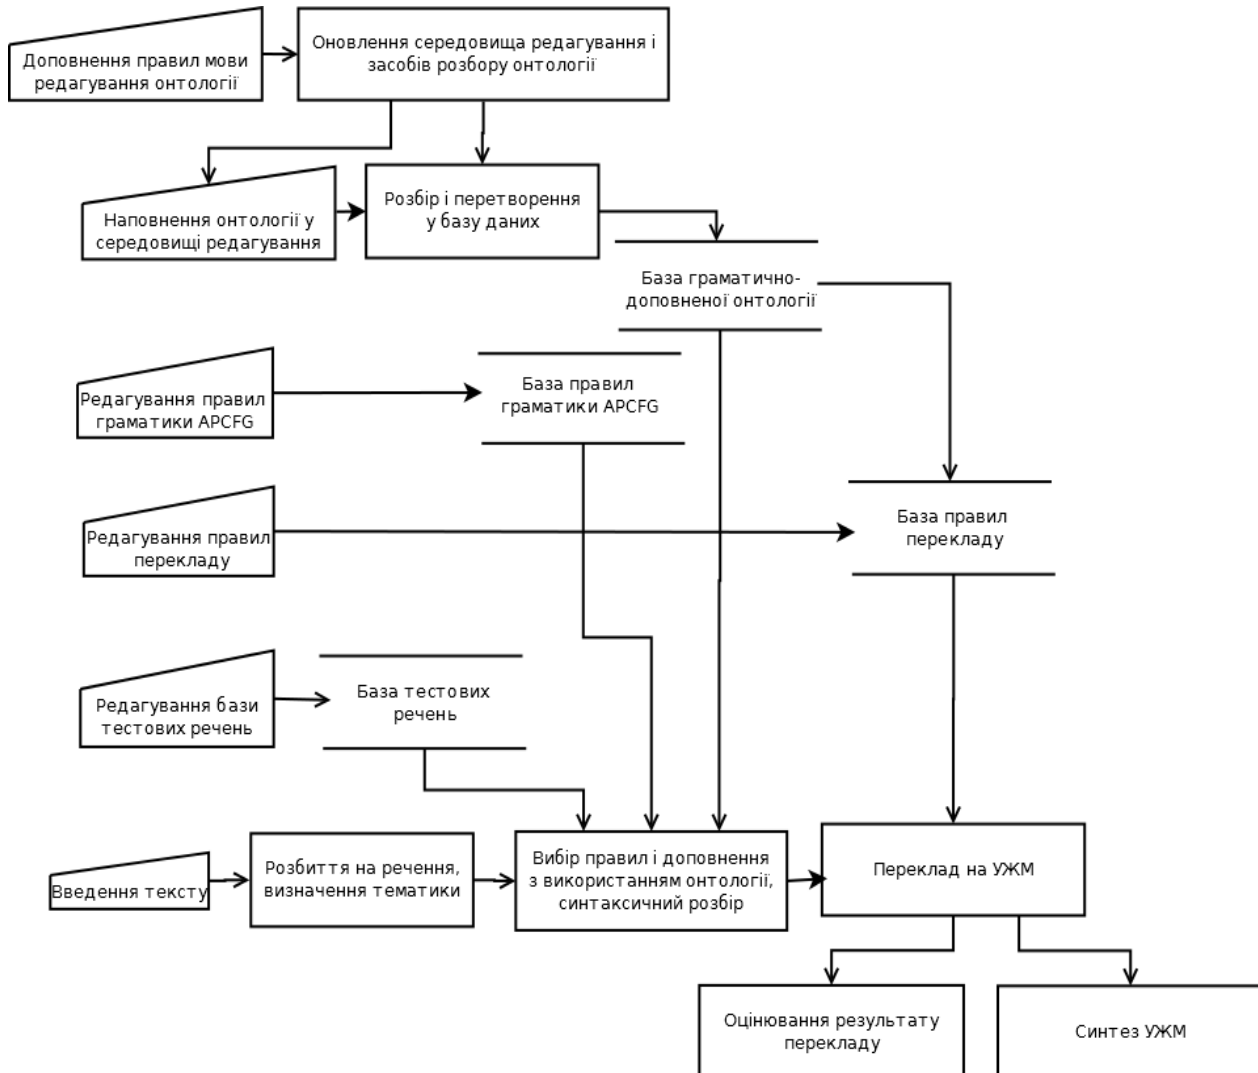 Доповнення правил мови
редагування онтології
Оновлення середовища редагування і
засобів розбору онтології
Наповнення онтології у
середовищі редагування
Розбір і перетворення
у базу даних
База граматично-
доповненої онтології
Редагування правил
граматики APCFG
База правил
граматики APCFG
Редагування правил
перекладу
База правил
перекладу
Редагування бази
тестових речень
База тестових
речень
Введення тексту
Розбиття на речення,
визначення тематики
Вибір правил і доповнення
з використанням онтології,
синтаксичний розбір
Переклад на УЖМ
Оцінювання результату
перекладу
Синтез УЖМ